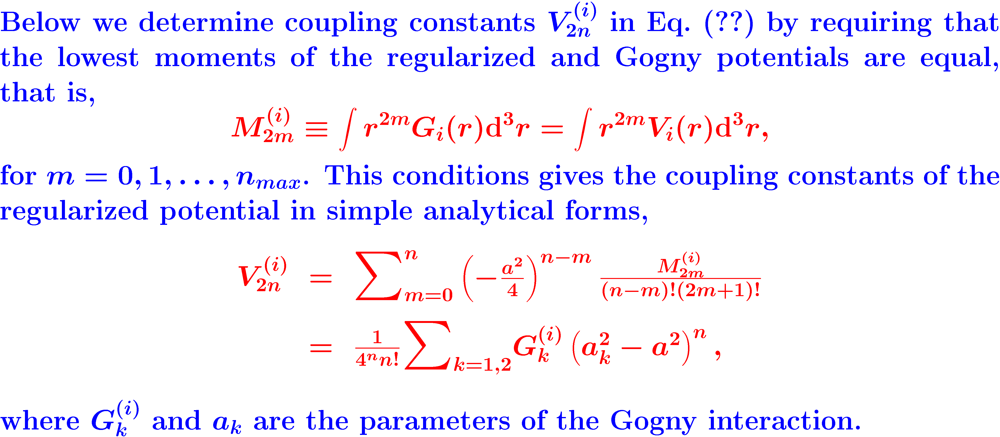 Below we determine coupling constants $V_{2n}^{(i)}$ in Eq. (??) by requiring that
the lowest moments of the regularized and Gogny potentials are equal,
that is,
$M_{2m}^{(i)} \equiv \int r^{2m} G_i(r) \mathrm{d}^3 r = \int r^{2m} V_i(r) \mathrm{d}^3 r,$
for $m = 0, 1, \ldots, n_{max}$. This conditions gives the coupling constants of the
regularized potential in simple analytical forms,
$V_{2n}^{(i)} = \sum_{m=0}^{n} \left(-\frac{a^2}{4}\right)^{n-m} \frac{M_{2m}^{(i)}}{(n-m)!(2m+1)!}$
$= \frac{1}{4^n n!} \sum_{k=1,2} G_k^{(i)} \left(a_k^2 - a^2\right)^n,$
where $G_k^{(i)}$ and $a_k$ are the parameters of the Gogny interaction.